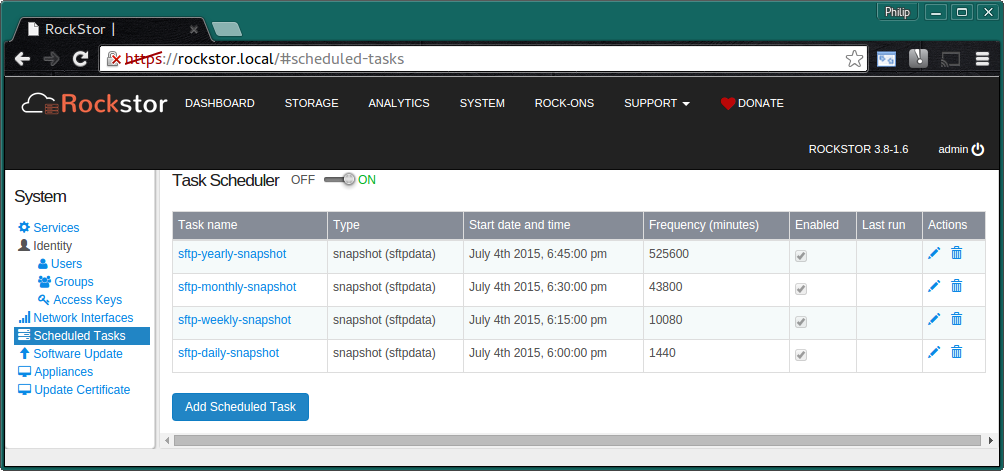 Philip
RockStor |
https://rockstor.local/#scheduled-tasks
Rockstor DASHBOARD STORAGE ANALYTICS SYSTEM ROCK-ONS SUPPORT DONATE
ROCKSTOR 3.8-1.6 admin
System
Services
Identity
Users
Groups
Access Keys
Network Interfaces
Scheduled Tasks
Software Update
Appliances
Update Certificate
Task Scheduler OFF ON
Task name Type Start date and time Frequency (minutes) Enabled Last run Actions
sftp-yearly-snapshot snapshot (sftpdata) July 4th 2015, 6:45:00 pm 525600
sftp-monthly-snapshot snapshot (sftpdata) July 4th 2015, 6:30:00 pm 43800
sftp-weekly-snapshot snapshot (sftpdata) July 4th 2015, 6:15:00 pm 10080
sftp-daily-snapshot snapshot (sftpdata) July 4th 2015, 6:00:00 pm 1440
Add Scheduled Task